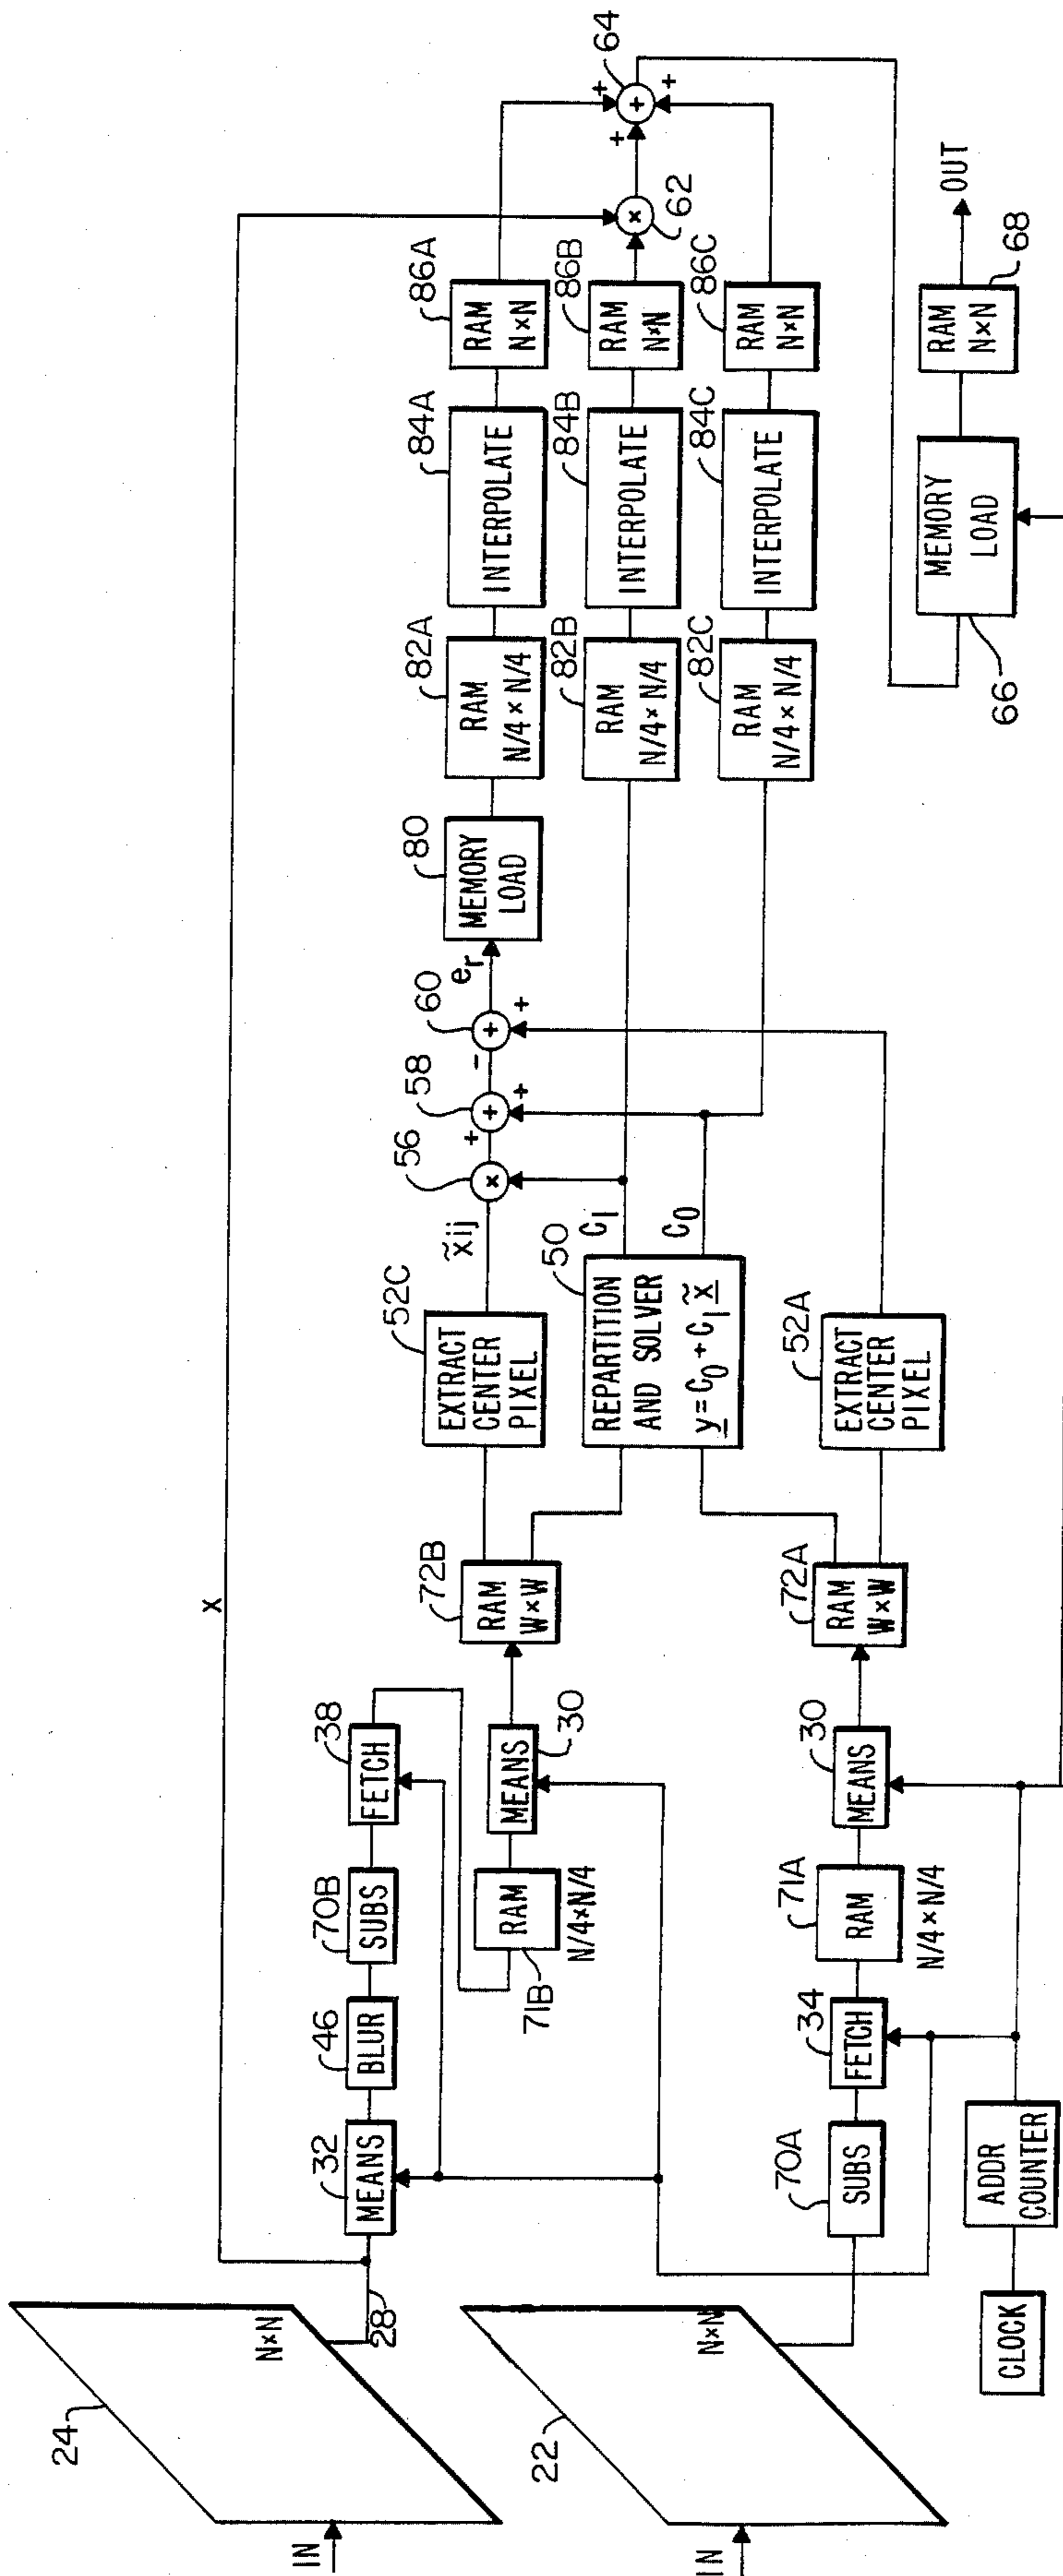 24
IN
N×N
28
x
32
MEANS
46
BLUR
70B
SUBS
38
FETCH
71B
RAM
N/4×N/4
30
MEANS
72B
RAM
W×W
52C
EXTRACT
CENTER
PIXEL
x̃ij
56
×
+
58
+
+
-
60
+
+
er
80
MEMORY
LOAD
82A
RAM
N/4 × N/4
84A
INTERPOLATE
86A
RAM
N×N
+
64
+
+
+
62
×
50
REPARTITION
AND SOLVER
y = C0 + C1 x̃
C1
C0
82B
RAM
N/4 × N/4
84B
INTERPOLATE
86B
RAM
N×N
82C
RAM
N/4 × N/4
84C
INTERPOLATE
86C
RAM
N×N
22
IN
N×N
70A
SUBS
34
FETCH
71A
RAM
N/4 × N/4
30
MEANS
72A
RAM
W×W
52A
EXTRACT
CENTER
PIXEL
CLOCK
ADDR
COUNTER
66
MEMORY
LOAD
RAM
N×N
68
OUT